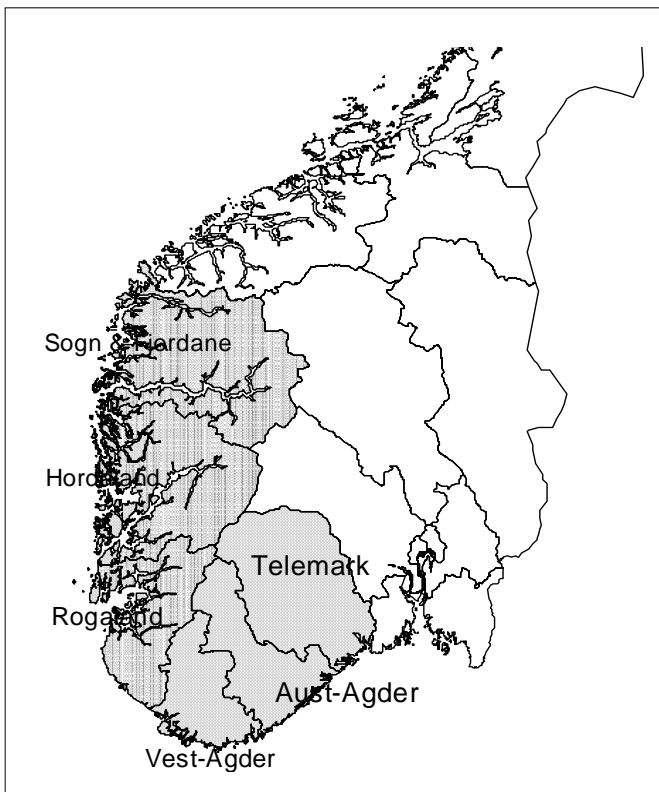 Sogn & Fjordane
Hordaland
Telemark
Rogaland
Aust-Agder
Vest-Agder